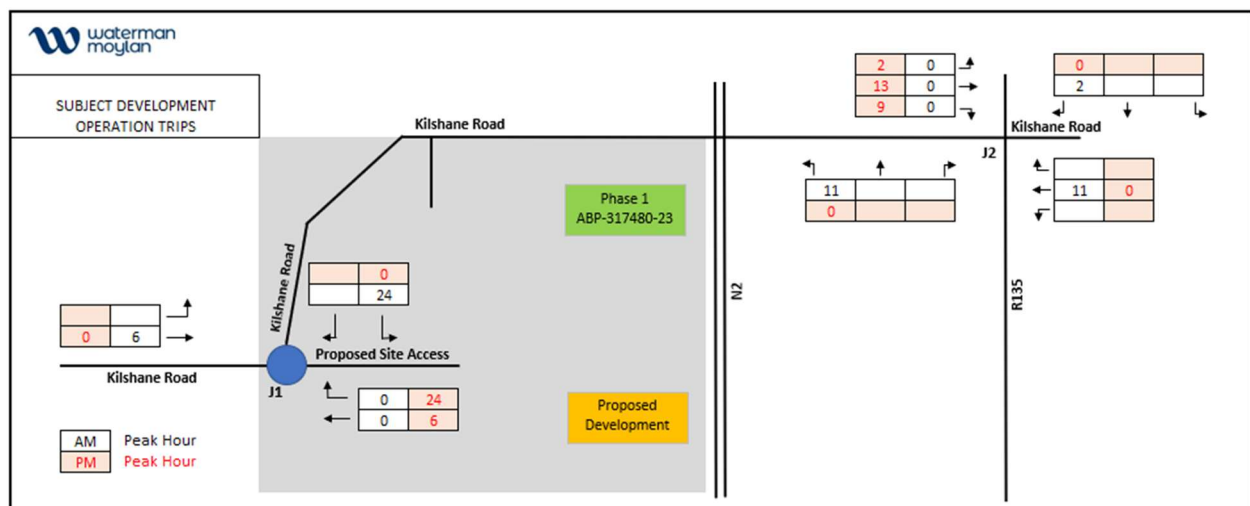 waterman
moylan
SUBJECT DEVELOPMENT
OPERATION TRIPS
2 0
13 0
9 0
0
2
Kilshane Road
Kilshane Road
J2
11
0
11 0
Phase 1
ABP-317480-23
Kilshane Road
0
24
N2
R135
0 6
Proposed Site Access
Kilshane Road
J1
0 24
0 6
Proposed
Development
AM Peak Hour
PM Peak Hour